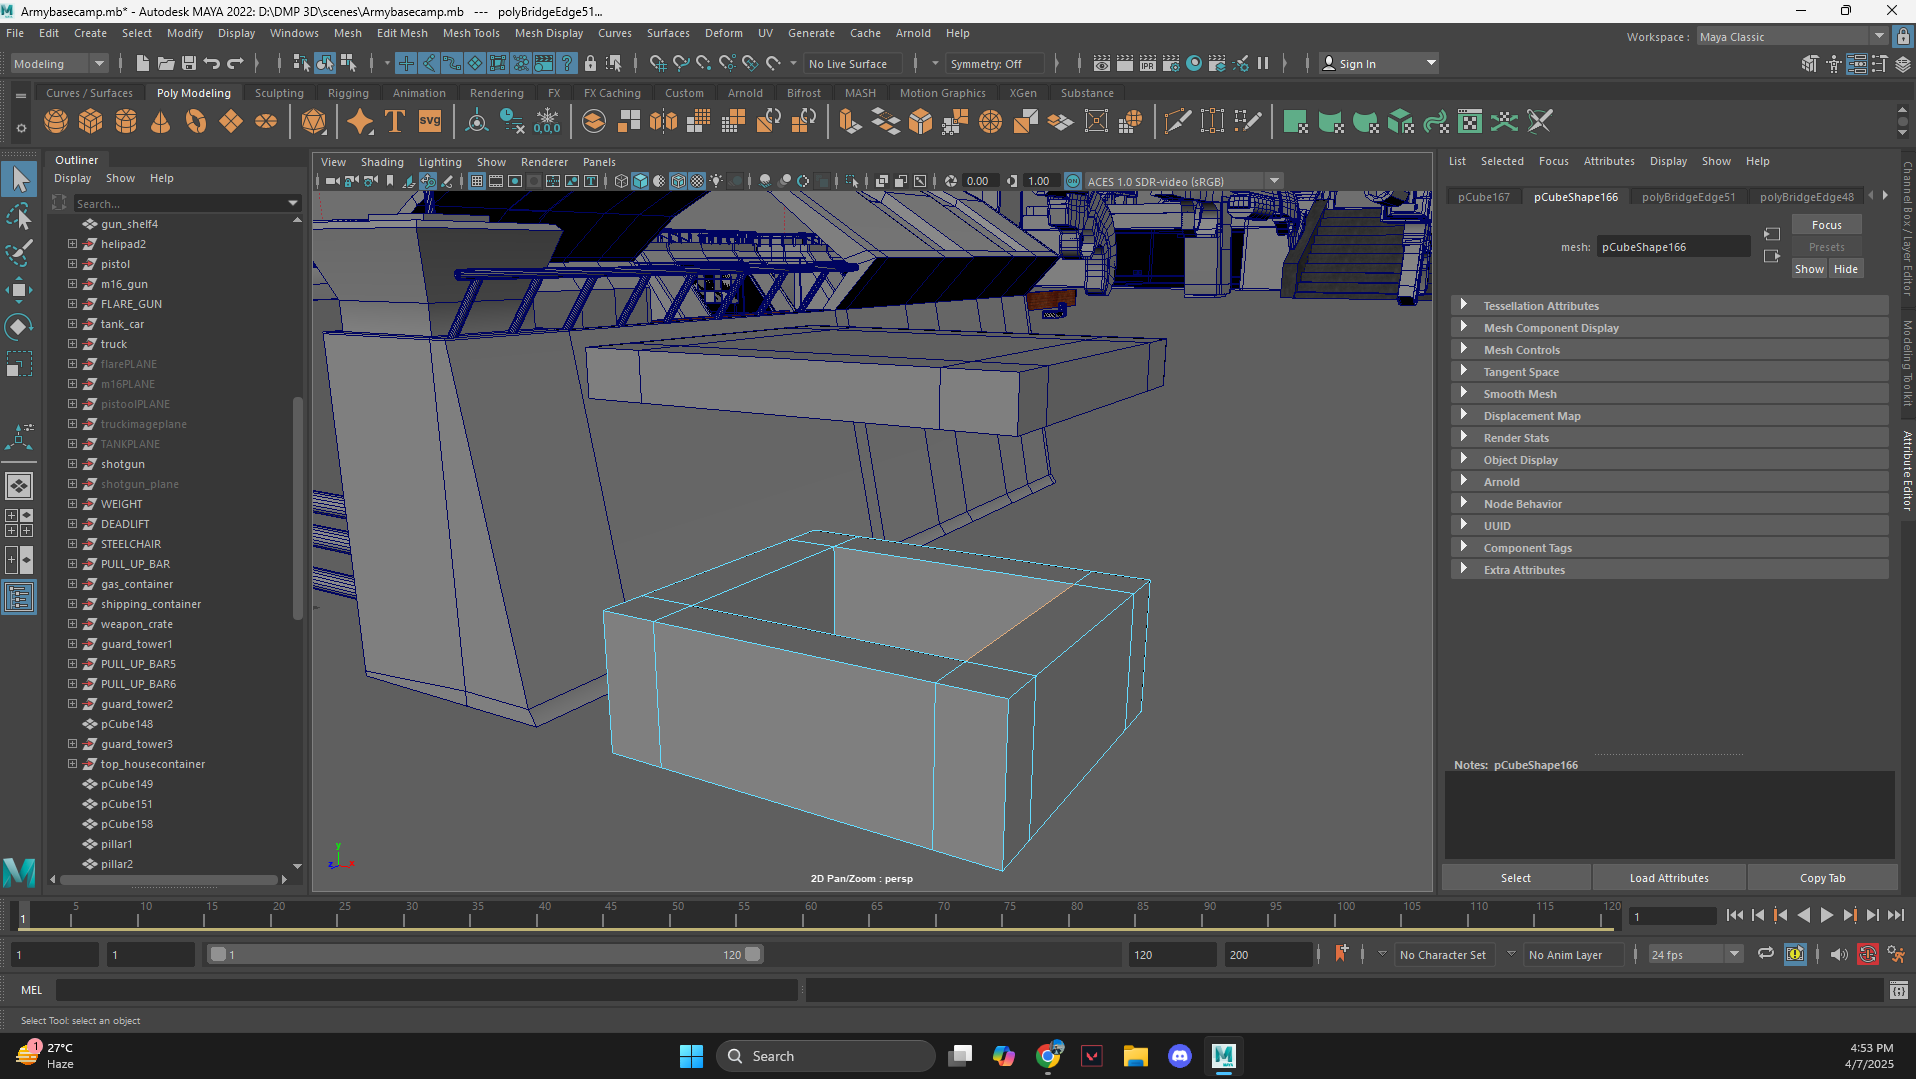 Armybasecamp.mb* - Autodesk MAYA 2022: D:\DMP 3D\scenes\Armybasecamp.mb   ---   polyBridgeEdge51...
File Edit Create Select Modify Display Windows Mesh Edit Mesh Mesh Tools Mesh Display Curves Surfaces Deform UV Generate Cache Arnold Help
Workspace : Maya Classic
Modeling No Live Surface Symmetry: Off Sign In
Curves / Surfaces Poly Modeling Sculpting Rigging Animation Rendering FX FX Caching Custom Arnold Bifrost MASH Motion Graphics XGen Substance
Outliner
Display Show Help
Search...
gun_shelf4
helipad2
pistol
m16_gun
FLARE_GUN
tank_car
truck
flarePLANE
m16PLANE
pistoolPLANE
truckimageplane
TANKPLANE
shotgun
shotgun_plane
WEIGHT
DEADLIFT
STEELCHAIR
PULL_UP_BAR
gas_container
shipping_container
weapon_crate
guard_tower1
PULL_UP_BAR5
PULL_UP_BAR6
guard_tower2
pCube148
guard_tower3
top_housecontainer
pCube149
pCube151
pCube158
pillar1
pillar2
View Shading Lighting Show Renderer Panels
0.00 1.00 ACES 1.0 SDR-video (sRGB)
2D Pan/Zoom : persp
y
z x
List Selected Focus Attributes Display Show Help
pCube167 pCubeShape166 polyBridgeEdge51 polyBridgeEdge48
Focus
mesh: pCubeShape166
Presets
Show Hide
Tessellation Attributes
Mesh Component Display
Mesh Controls
Tangent Space
Smooth Mesh
Displacement Map
Render Stats
Object Display
Arnold
Node Behavior
UUID
Component Tags
Extra Attributes
Notes: pCubeShape166
Select Load Attributes Copy Tab
Channel Box / Layer Editor
Modeling Toolkit
Attribute Editor
1 5 10 15 20 25 30 35 40 45 50 55 60 65 70 75 80 85 90 95 100 105 110 115 120
1
1 1 1 120 120 200 No Character Set No Anim Layer 24 fps
MEL
Select Tool: select an object
1
27°C
Haze
Search
4:53 PM
4/7/2025